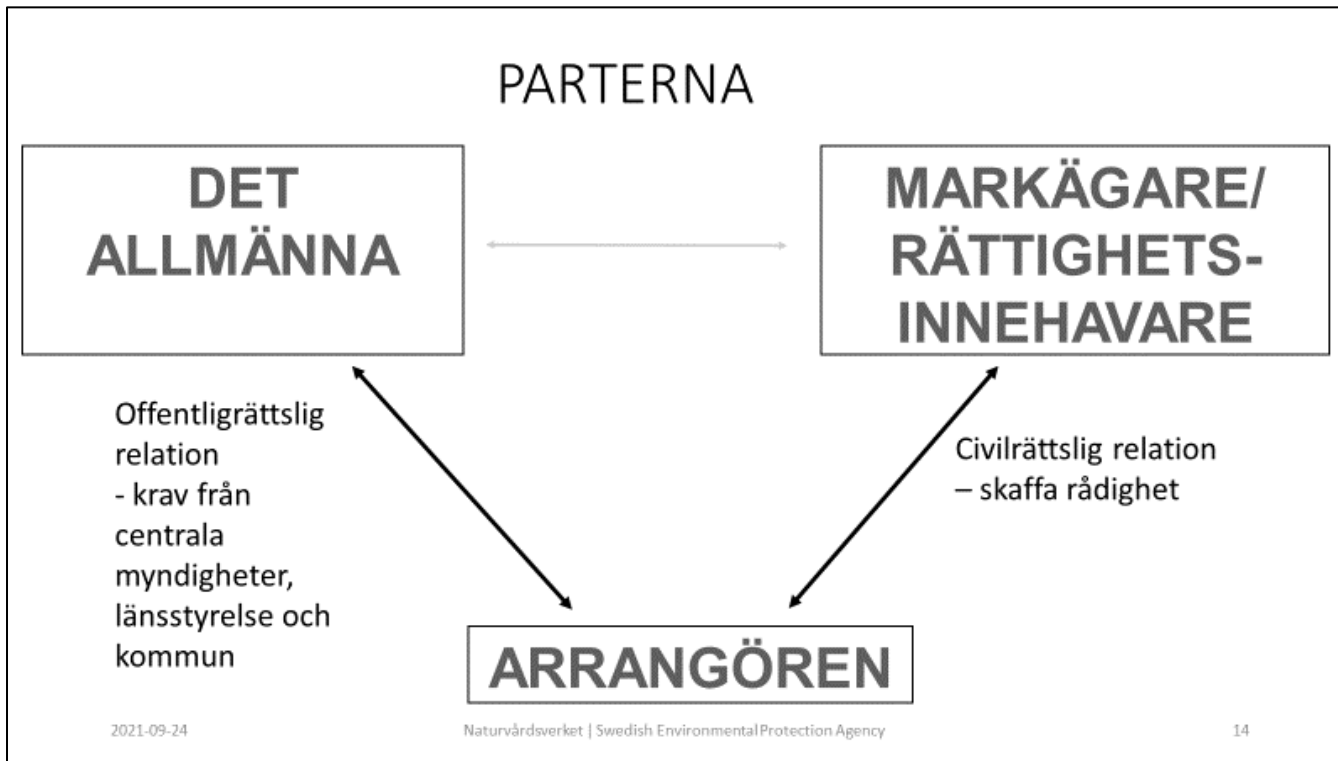 PARTERNA
DET
ALLMÄNNA
MARKÄGARE/
RÄTTIGHETS-
INNEHAVARE
Offentligrättslig
relation
- krav från
centrala
myndigheter,
länsstyrelse och
kommun
Civilrättslig relation
– skaffa rådighet
ARRANGÖREN
2021-09-24
Naturvårdsverket | Swedish Environmental Protection Agency
14